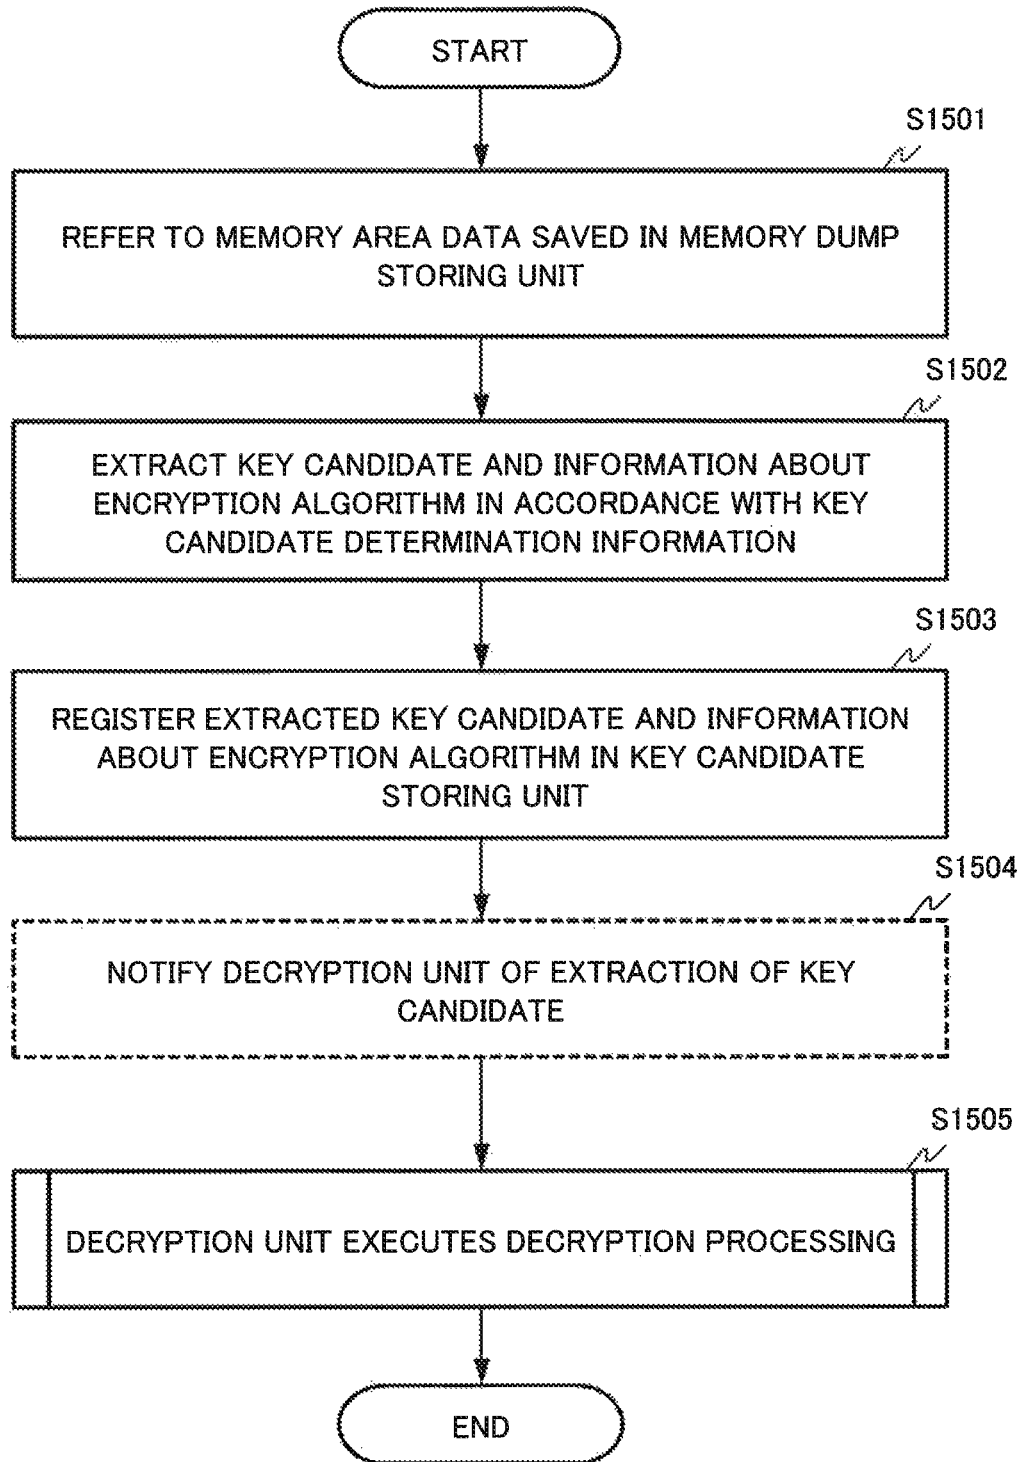 START
S1501
REFER TO MEMORY AREA DATA SAVED IN MEMORY DUMP
STORING UNIT
S1502
EXTRACT KEY CANDIDATE AND INFORMATION ABOUT
ENCRYPTION ALGORITHM IN ACCORDANCE WITH KEY
CANDIDATE DETERMINATION INFORMATION
S1503
REGISTER EXTRACTED KEY CANDIDATE AND INFORMATION
ABOUT ENCRYPTION ALGORITHM IN KEY CANDIDATE
STORING UNIT
S1504
NOTIFY DECRYPTION UNIT OF EXTRACTION OF KEY
CANDIDATE
S1505
DECRYPTION UNIT EXECUTES DECRYPTION PROCESSING
END